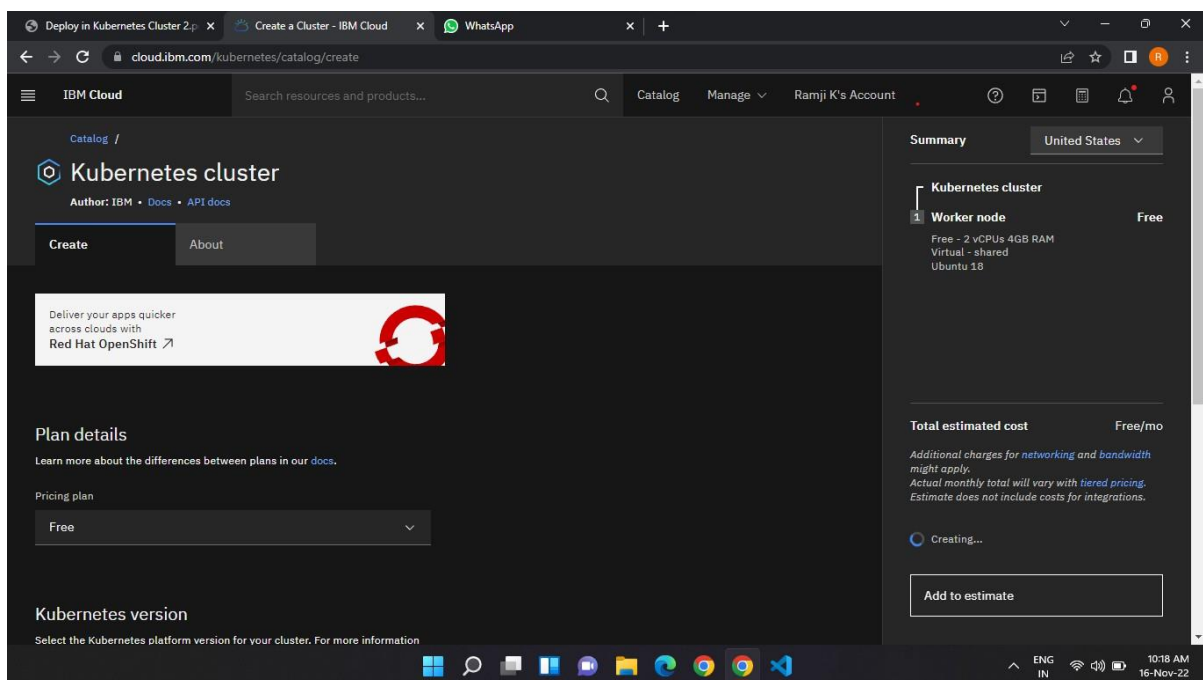 Deploy in Kubernetes Cluster 2.p
Create a Cluster - IBM Cloud
WhatsApp
cloud.ibm.com/kubernetes/catalog/create
R
IBM Cloud
Search resources and products...
Catalog
Manage
Ramji K's Account
Catalog /
Kubernetes cluster
Author: IBM • Docs • API docs
Create
About
Deliver your apps quicker
across clouds with
Red Hat OpenShift
Plan details
Learn more about the differences between plans in our docs.
Pricing plan
Free
Kubernetes version
Select the Kubernetes platform version for your cluster. For more information
Summary
United States
Kubernetes cluster
1 Worker node Free
Free - 2 vCPUs 4GB RAM
Virtual - shared
Ubuntu 18
Total estimated cost Free/mo
Additional charges for networking and bandwidth
might apply.
Actual monthly total will vary with tiered pricing.
Estimate does not include costs for integrations.
Creating...
Add to estimate
ENG
IN
10:18 AM
16-Nov-22